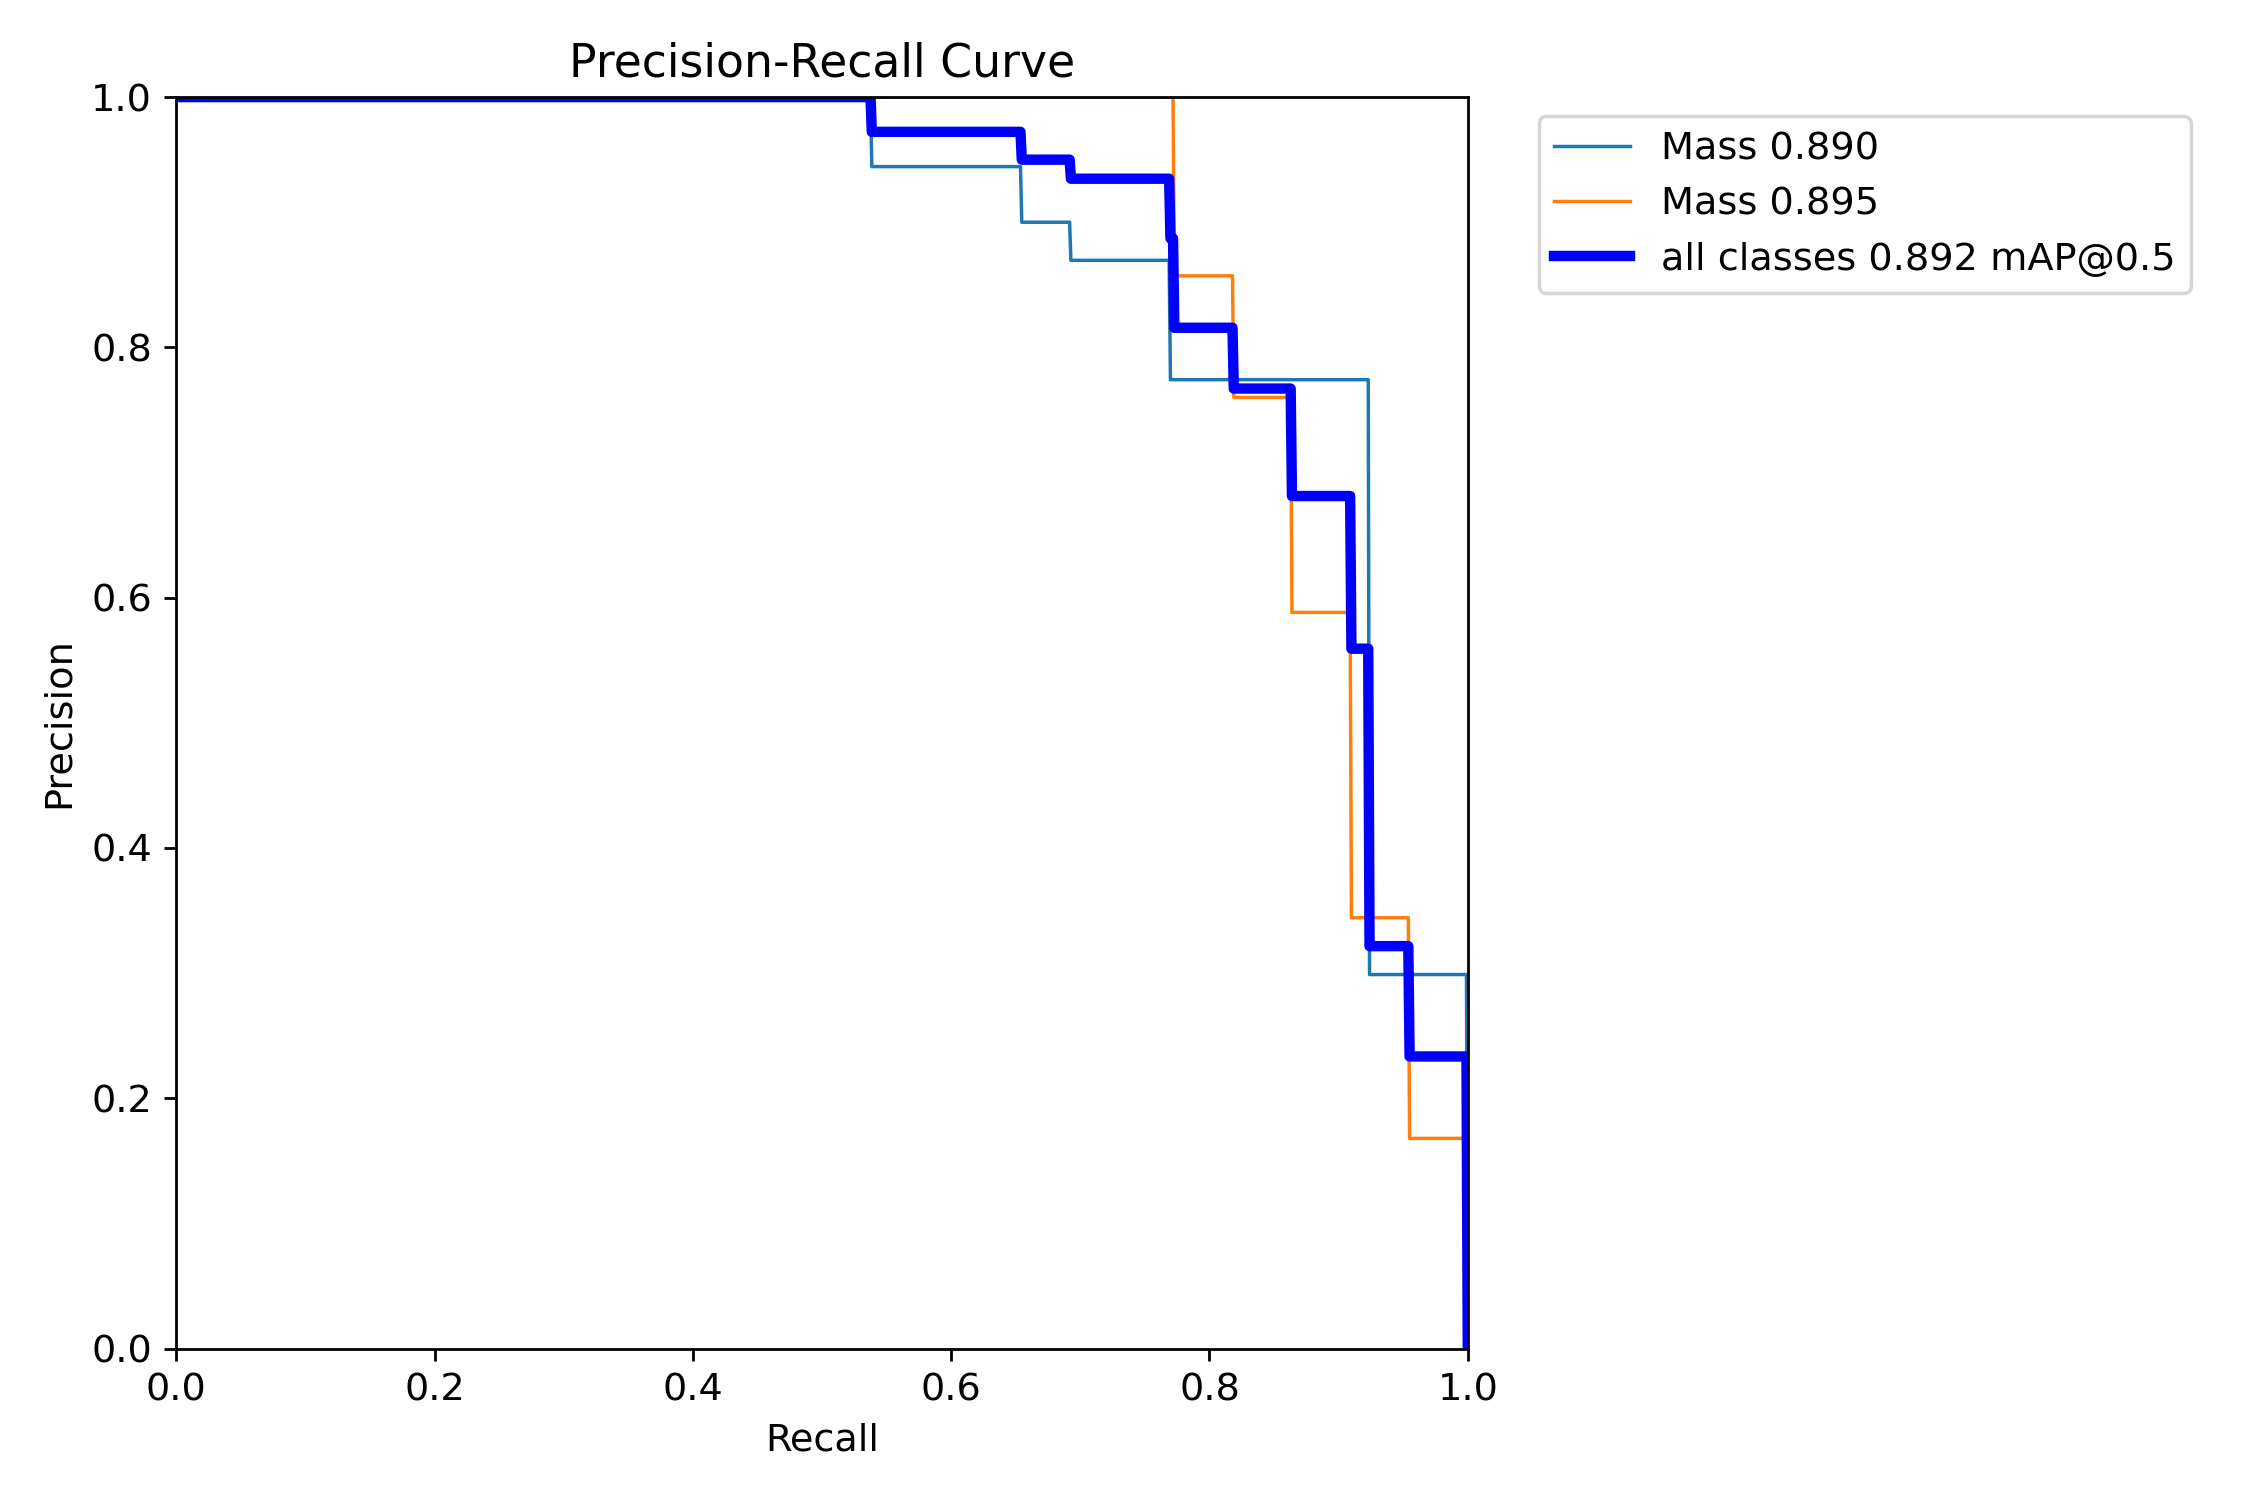 Precision-Recall Curve
1.0
0.8
0.6
0.4
0.2
0.0
Precision
0.0 0.2 0.4 0.6 0.8 1.0
Recall
Mass 0.890
Mass 0.895
all classes 0.892 mAP@0.5